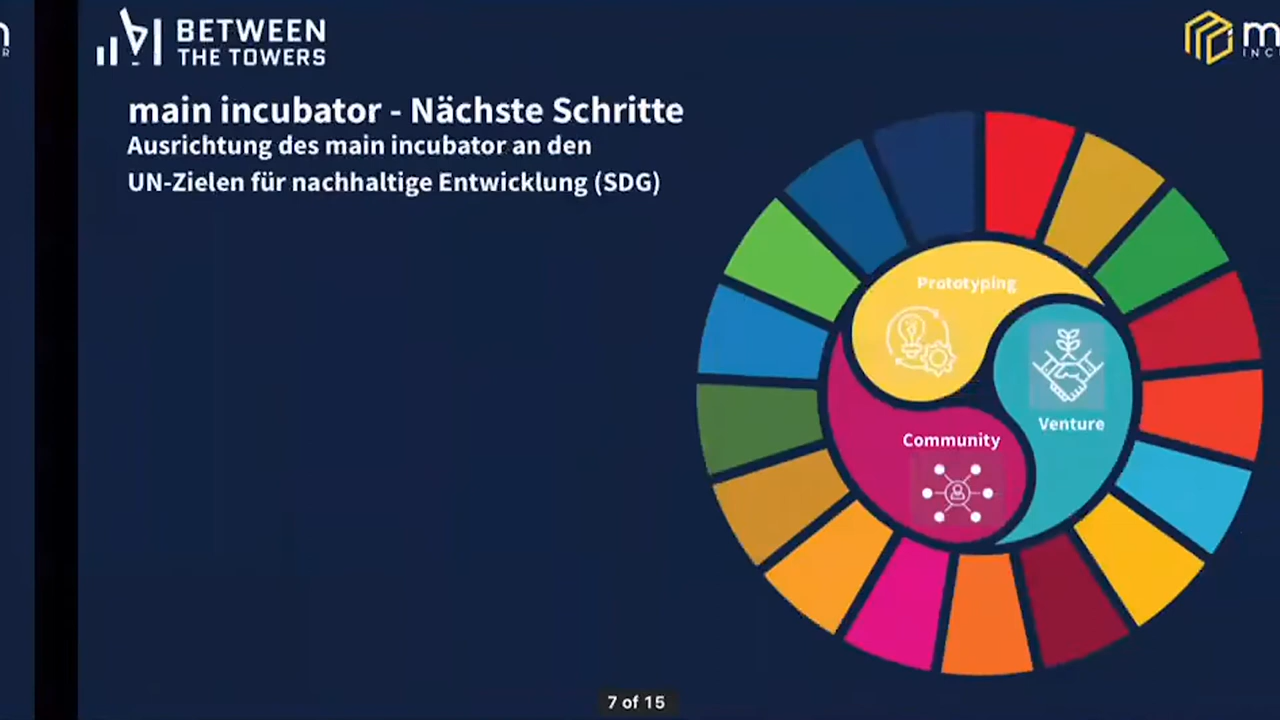 BETWEEN
THE TOWERS
main incubator - Nächste Schritte
Ausrichtung des main incubator an den
UN-Zielen für nachhaltige Entwicklung (SDG)
Prototyping
Venture
Community
7 of 15